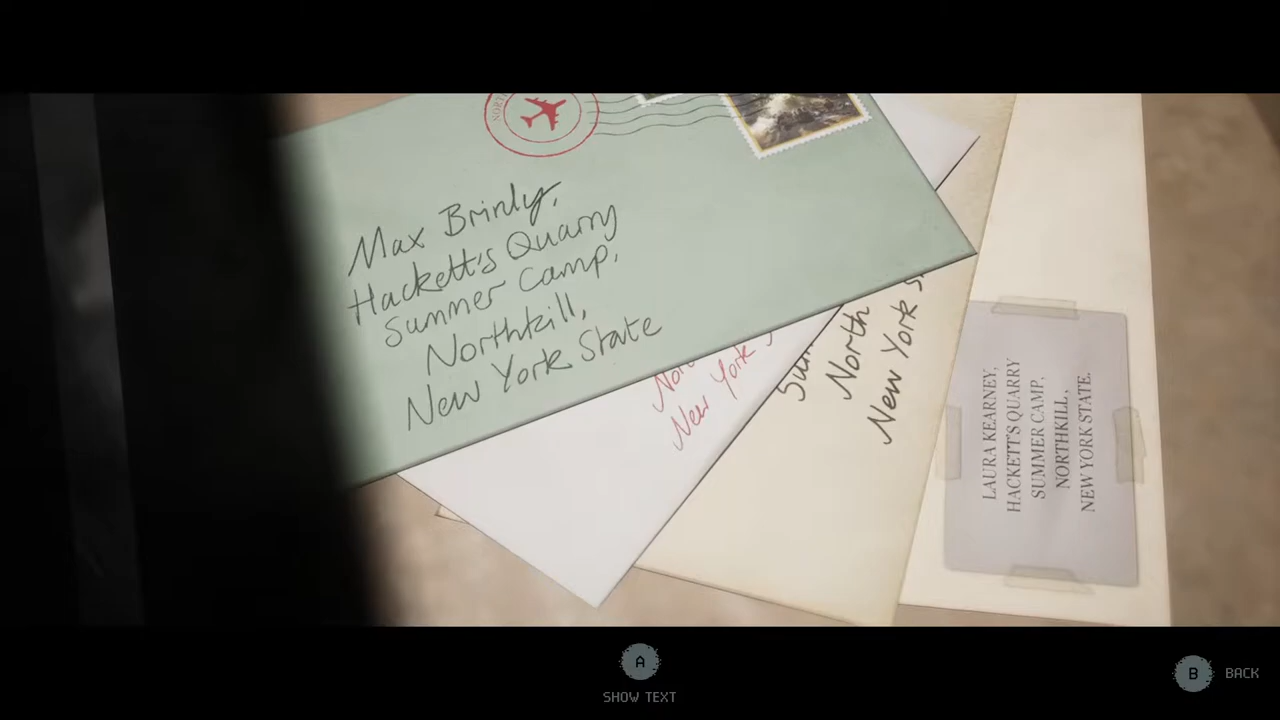 Max Brinly,
Hackett's Quarry
Summer Camp,
Northkill,
New York State
New York
North
New York
LAURA KEARNEY,
HACKETT'S QUARRY
SUMMER CAMP,
NORTHKILL,
NEW YORK STATE.
A
SHOW TEXT
B BACK